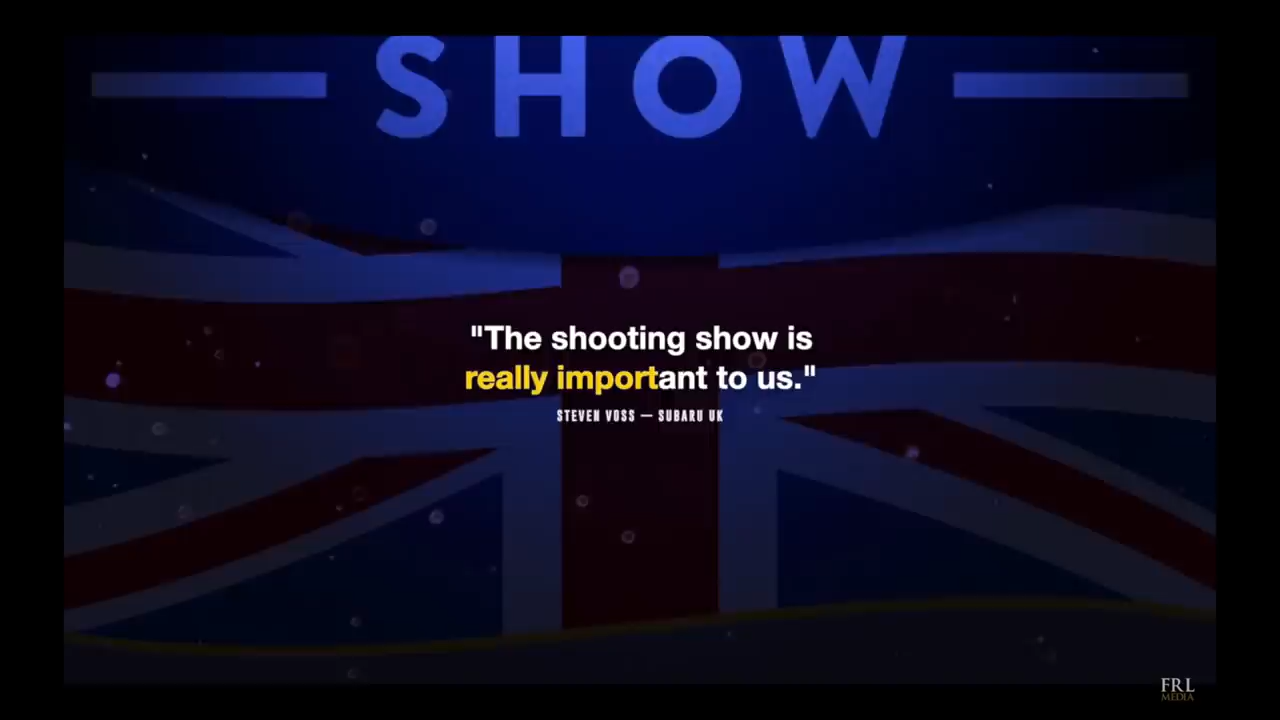 SHOW
"The shooting show is
really important to us."
STEVEN VOSS — SUBARU UK
FRL
MEDIA